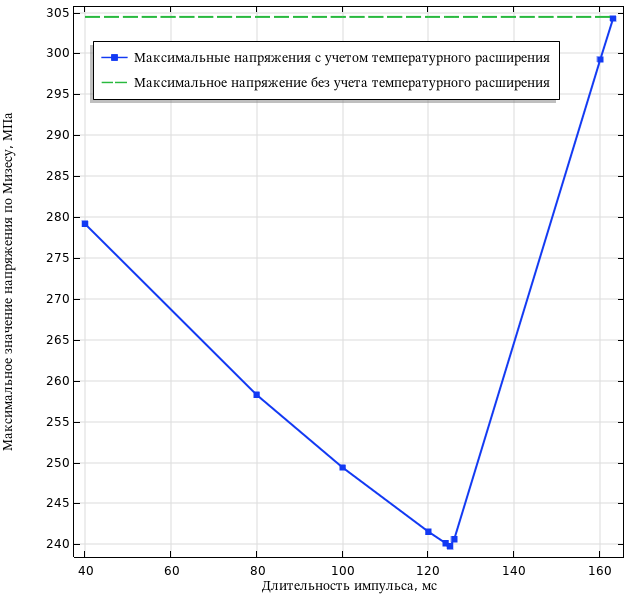 305
300
295
290
285
280
275
270
265
260
255
250
245
240
Максимальное значение напряжения по Мизесу, МПа
Максимальные напряжения с учетом температурного расширения
Максимальное напряжение без учета температурного расширения
40 60 80 100 120 140 160
Длительность импульса, мс